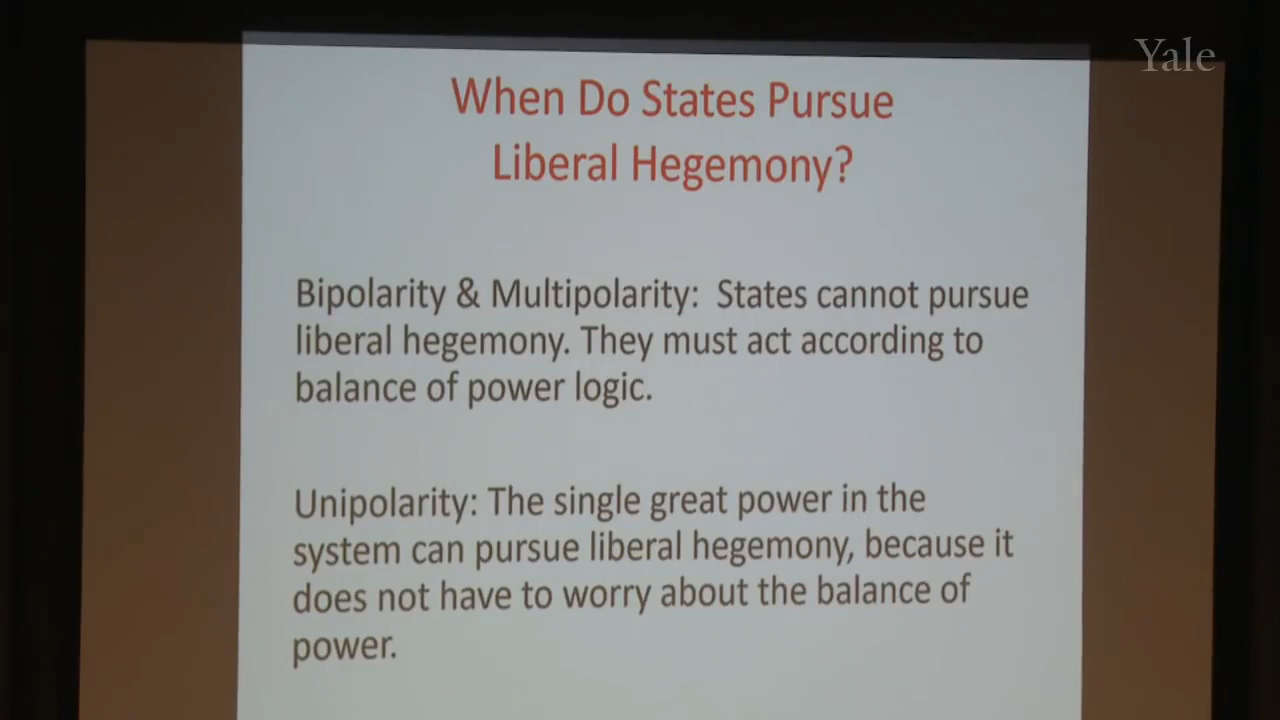 Yale
When Do States Pursue
Liberal Hegemony?
Bipolarity & Multipolarity:  States cannot pursue
liberal hegemony. They must act according to
balance of power logic.
Unipolarity: The single great power in the
system can pursue liberal hegemony, because it
does not have to worry about the balance of
power.